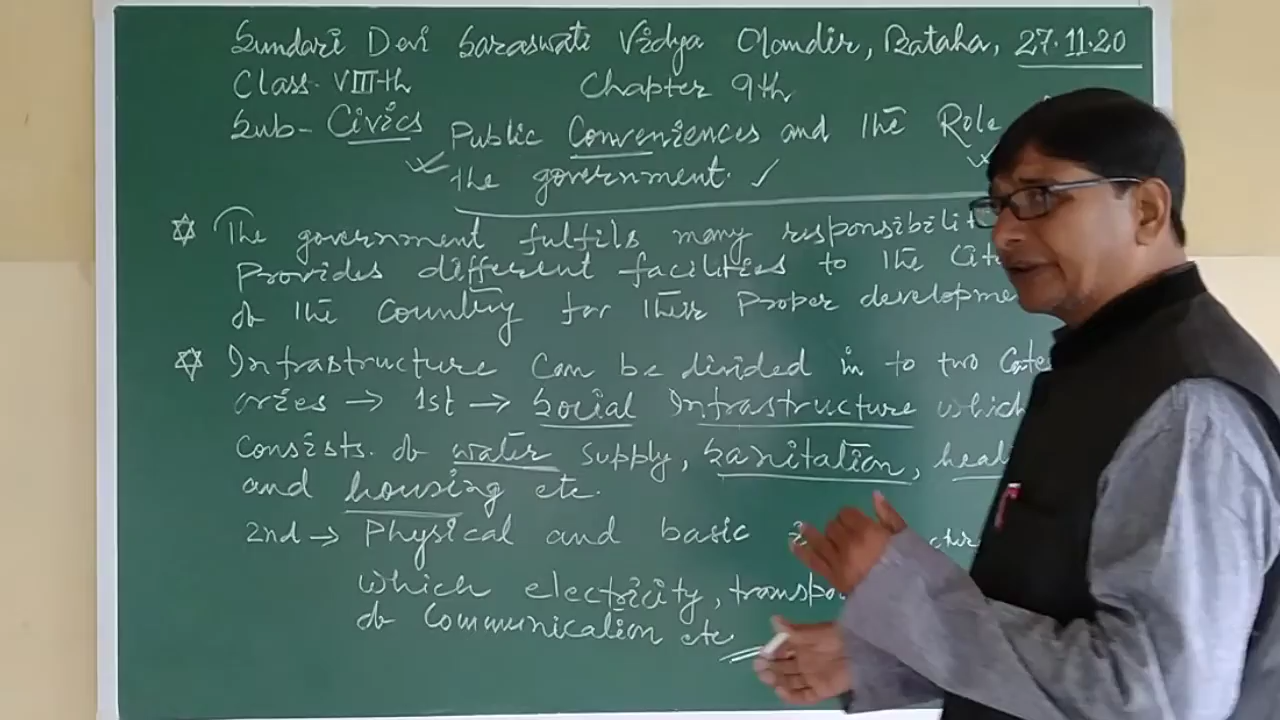 Sundari Devi Saraswati Vidya Mandir, Bataha, 27.11.20
Class- VIIIth Chapter 9th
Sub- Civics Public Conveniences and the Role
the government.
The government fulfils many responsibilit
Provides different facilities to the Cit
of the Country for their Proper developme
Infrastructure Can be divided in to two Cate
ories → 1st → Social Infrastructure which
Consists of water supply, Sanitation, heal
and housing etc.
2nd → Physical and basic
which electricity, transpo
of Communication etc